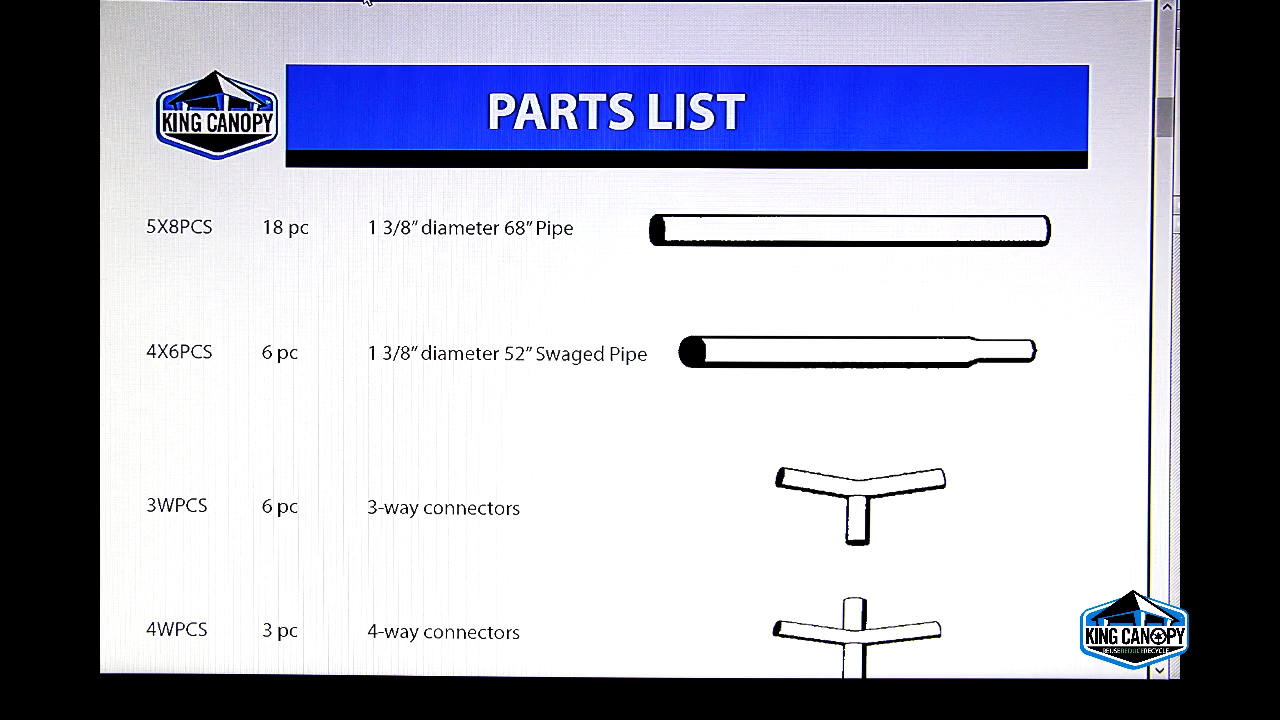 KING CANOPY
PARTS LIST
5X8PCS 18 pc 1 3/8" diameter 68" Pipe
4X6PCS 6 pc 1 3/8" diameter 52" Swaged Pipe
3WPCS 6 pc 3-way connectors
4WPCS 3 pc 4-way connectors
KING CANOPY
REUSEREDUCERECYCLE